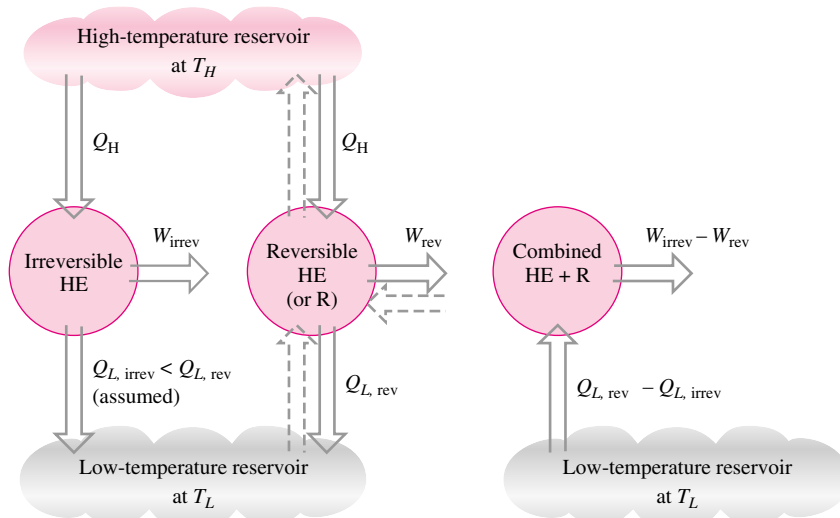 High-temperature reservoir
at T_H
Q_H
Q_H
W_irrev
W_rev
W_irrev – W_rev
Irreversible
HE
Reversible
HE
(or R)
Combined
HE + R
Q_L, irrev < Q_L, rev
(assumed)
Q_L, rev
Q_L, rev – Q_L, irrev
Low-temperature reservoir
at T_L
Low-temperature reservoir
at T_L